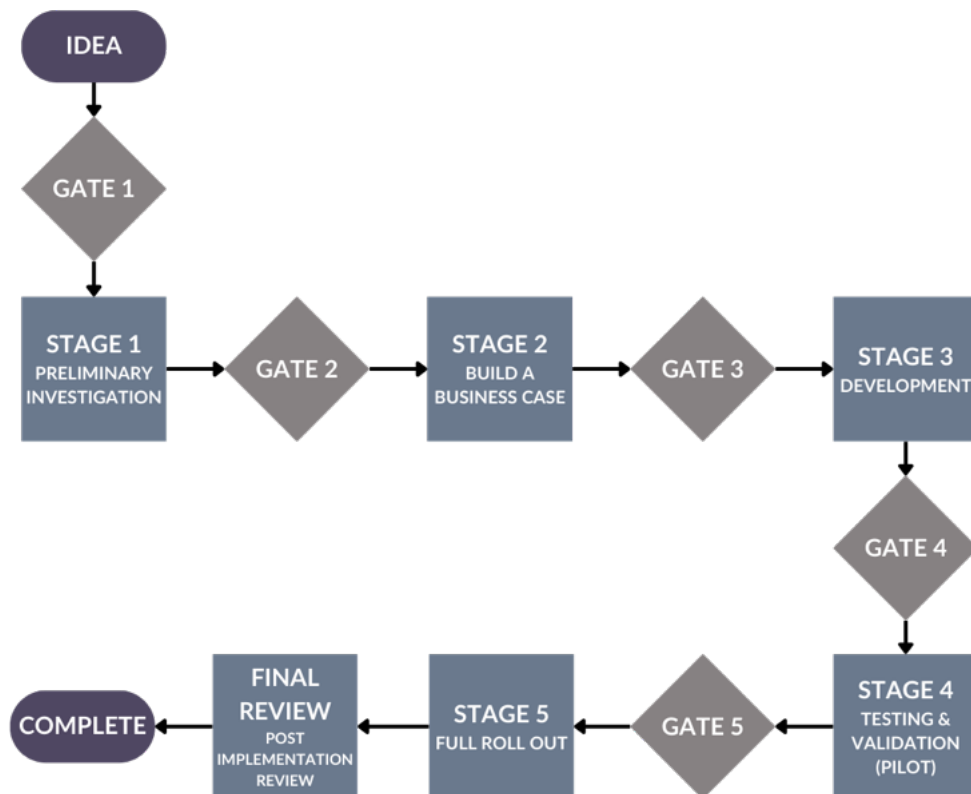 IDEA
GATE 1
STAGE 1
PRELIMINARY
INVESTIGATION
GATE 2
STAGE 2
BUILD A
BUSINESS CASE
GATE 3
STAGE 3
DEVELOPMENT
GATE 4
STAGE 4
TESTING &
VALIDATION
(PILOT)
GATE 5
STAGE 5
FULL ROLL OUT
FINAL
REVIEW
POST
IMPLEMENTATION
REVIEW
COMPLETE